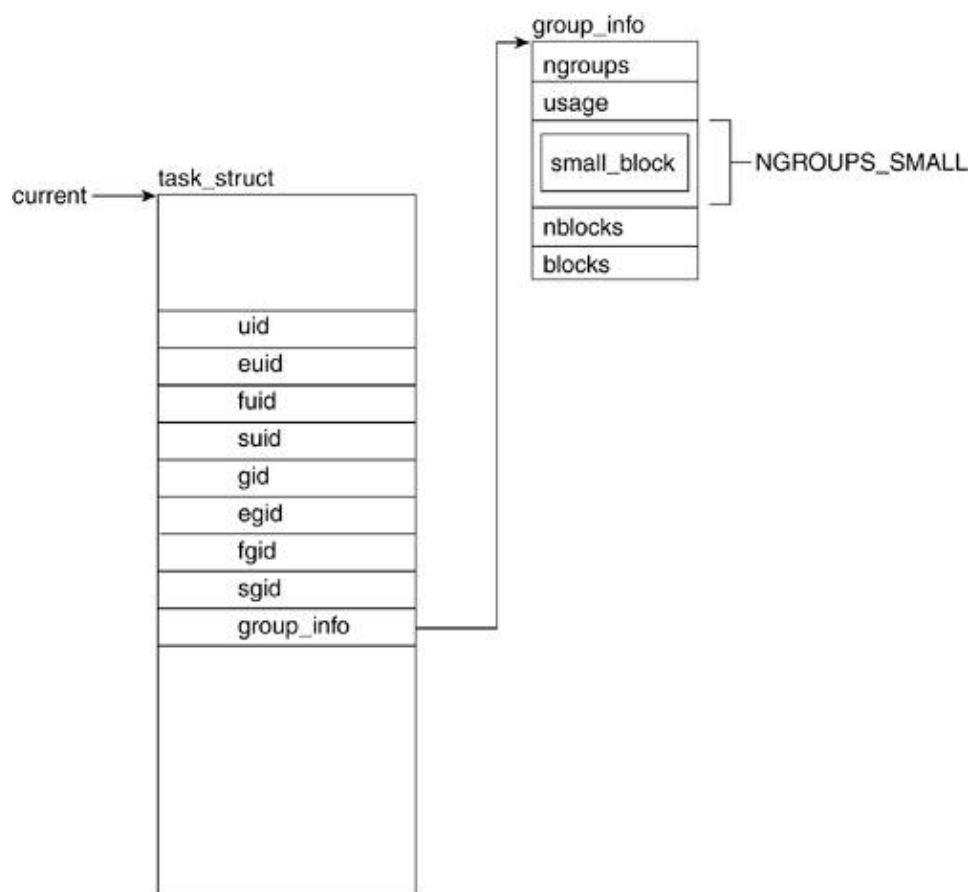 group_info
ngroups
usage
small_block
NGROUPS_SMALL
nblocks
blocks
task_struct
current
uid
euid
fuid
suid
gid
egid
fgid
sgid
group_info